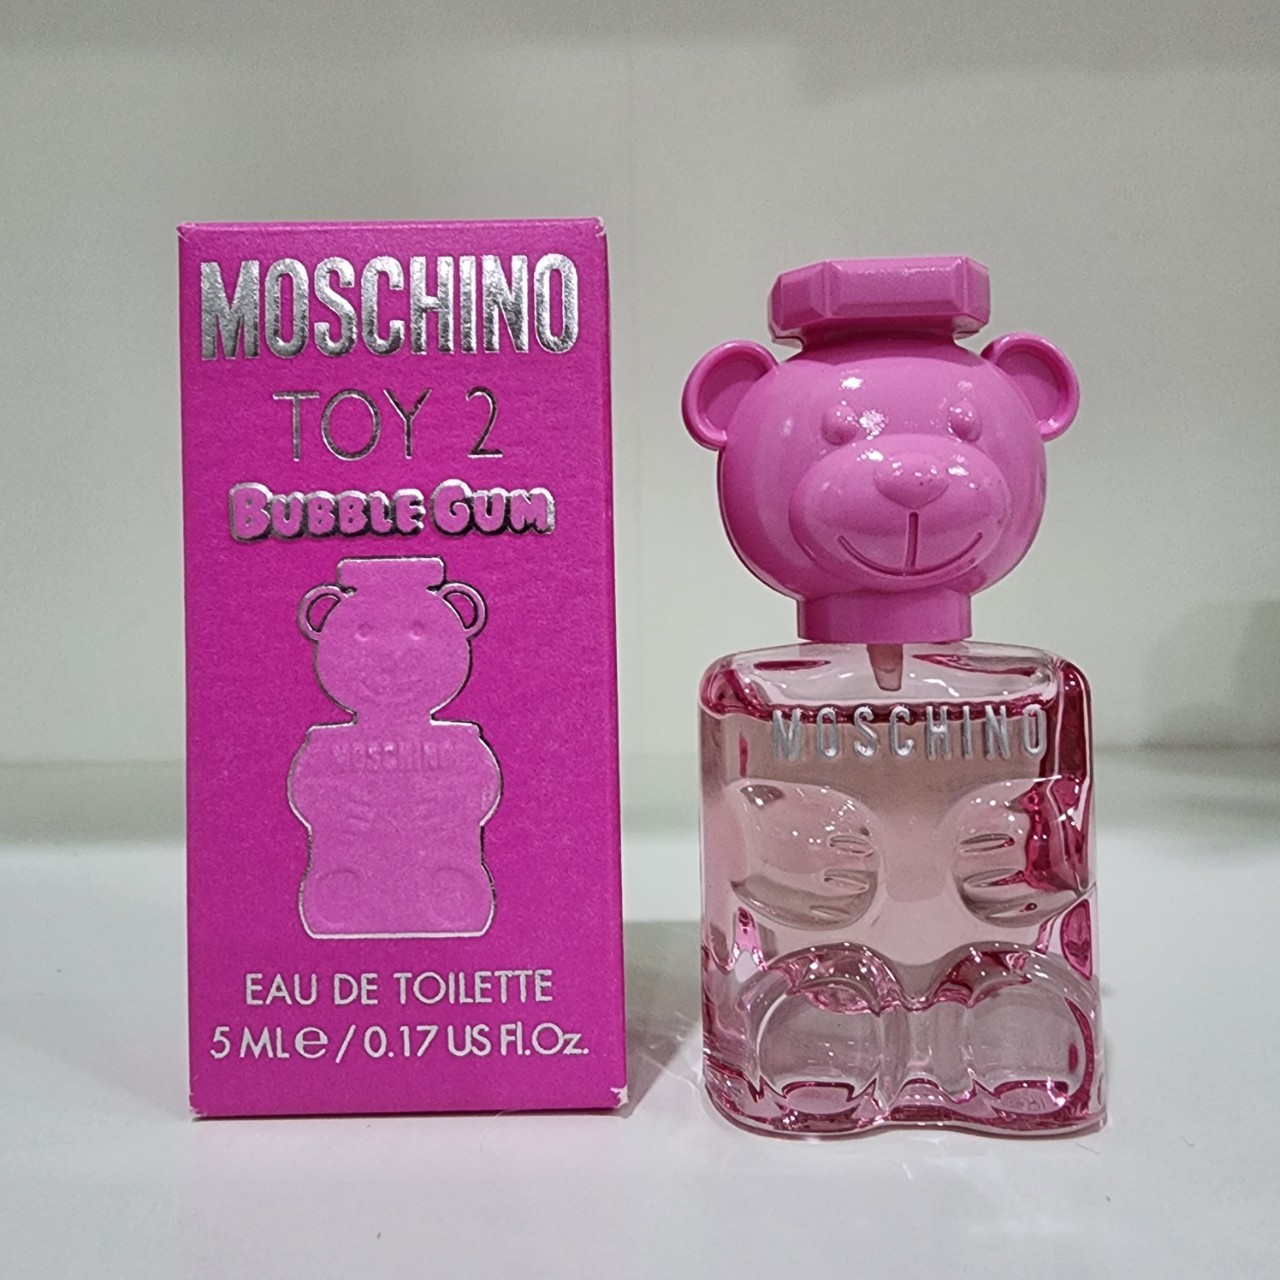 MOSCHINO
TOY 2
BUBBLE GUM
MOSCHINO
EAU DE TOILETTE
5 ML℮ / 0.17 US Fl.Oz.
MOSCHINO